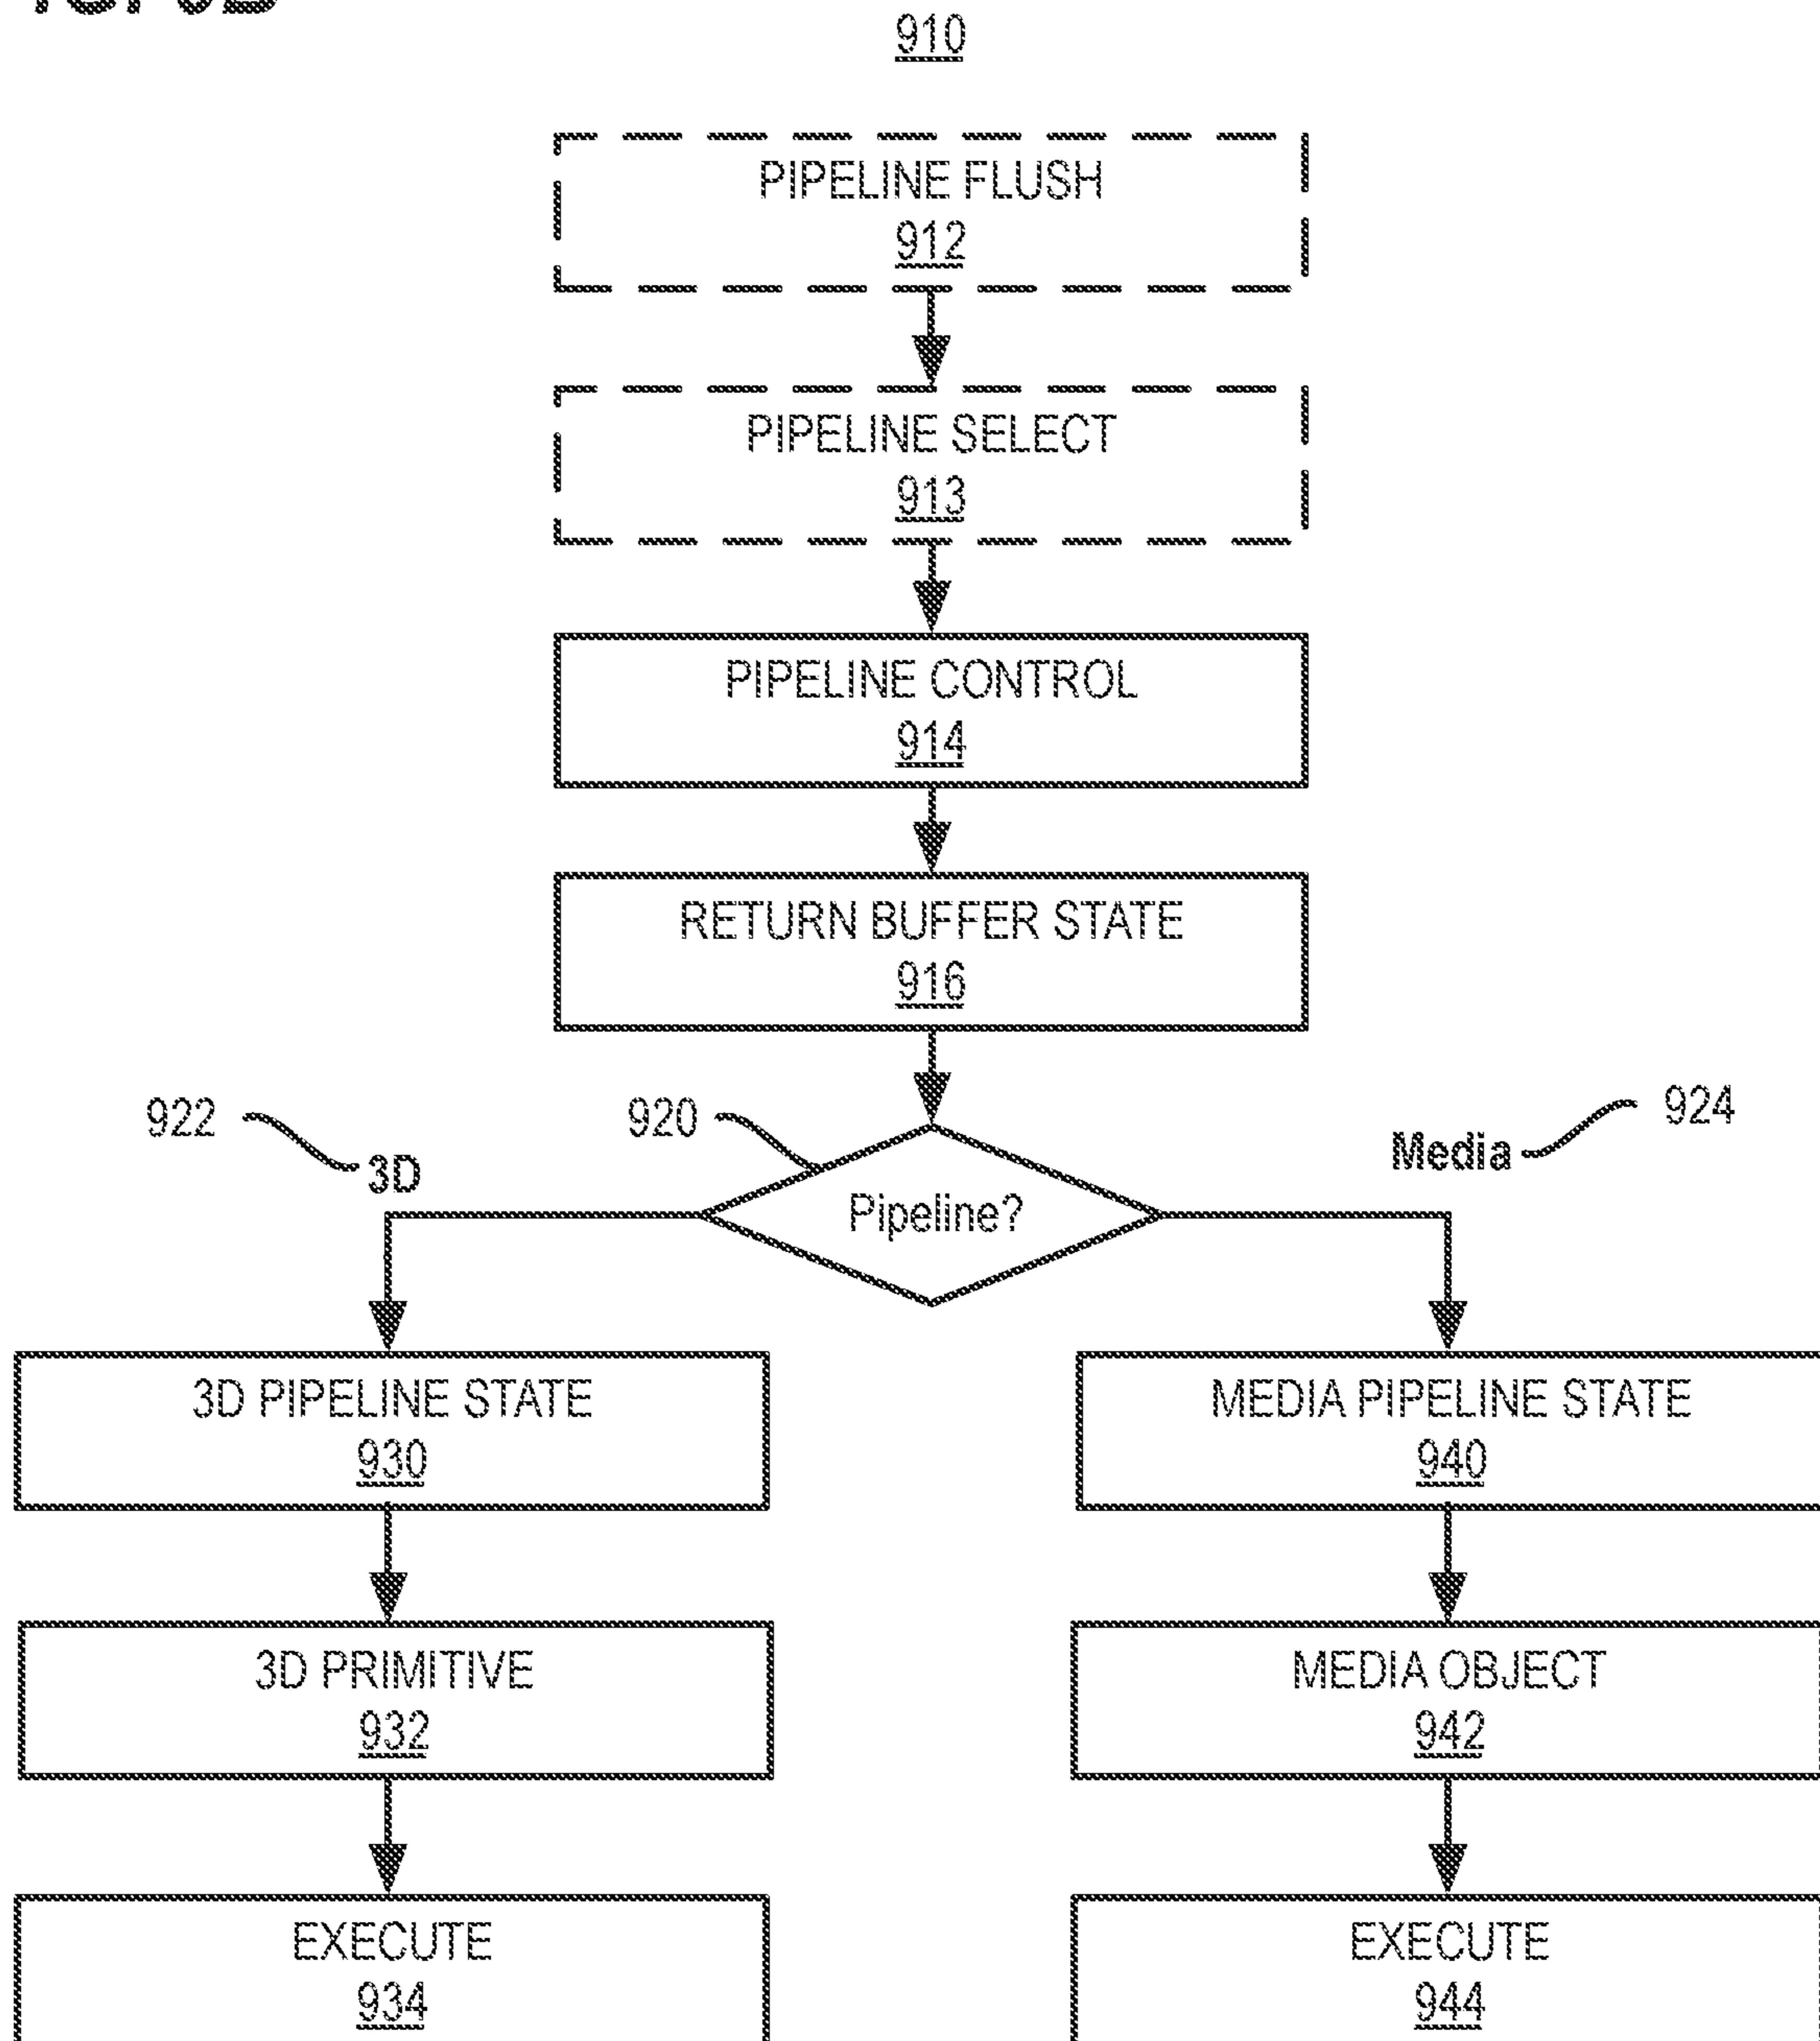 910
PIPELINE FLUSH
912
PIPELINE SELECT
913
PIPELINE CONTROL
914
RETURN BUFFER STATE
916
922
3D
920
Media
924
Pipeline?
3D PIPELINE STATE
930
MEDIA PIPELINE STATE
940
3D PRIMITIVE
932
MEDIA OBJECT
942
EXECUTE
934
EXECUTE
944